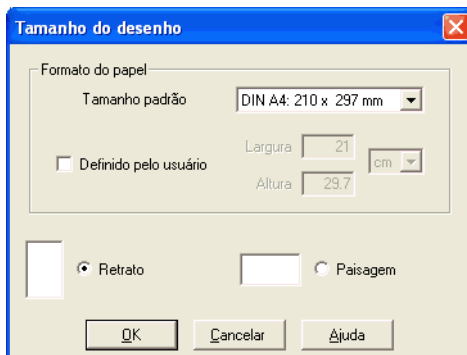 Tamanho do desenho
Formato do papel
Tamanho padrão DIN A4: 210 x 297 mm
Definido pelo usuário
Largura 21 cm
Altura 29.7
Retrato Paisagem
OK Cancelar Ajuda